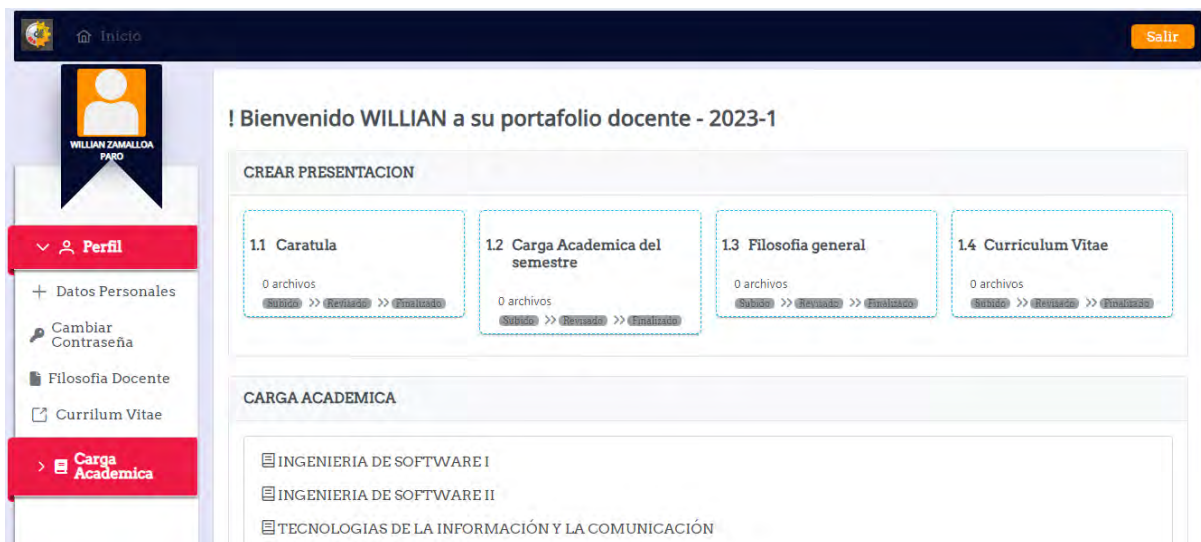 Inicio
Salir
WILLIAN ZAMALLOA
PARO
Perfil
Datos Personales
Cambiar
Contraseña
Filosofia Docente
Currilum Vitae
Carga
Academica
! Bienvenido WILLIAN a su portafolio docente - 2023-1
CREAR PRESENTACION
1.1 Caratula
0 archivos
Subido >> Revisado >> Finalizado
1.2 Carga Academica del
semestre
0 archivos
Subido >> Revisado >> Finalizado
1.3 Filosofia general
0 archivos
Subido >> Revisado >> Finalizado
1.4 Curriculum Vitae
0 archivos
Subido >> Revisado >> Finalizado
CARGA ACADEMICA
INGENIERIA DE SOFTWARE I
INGENIERIA DE SOFTWARE II
TECNOLOGIAS DE LA INFORMACIÓN Y LA COMUNICACIÓN